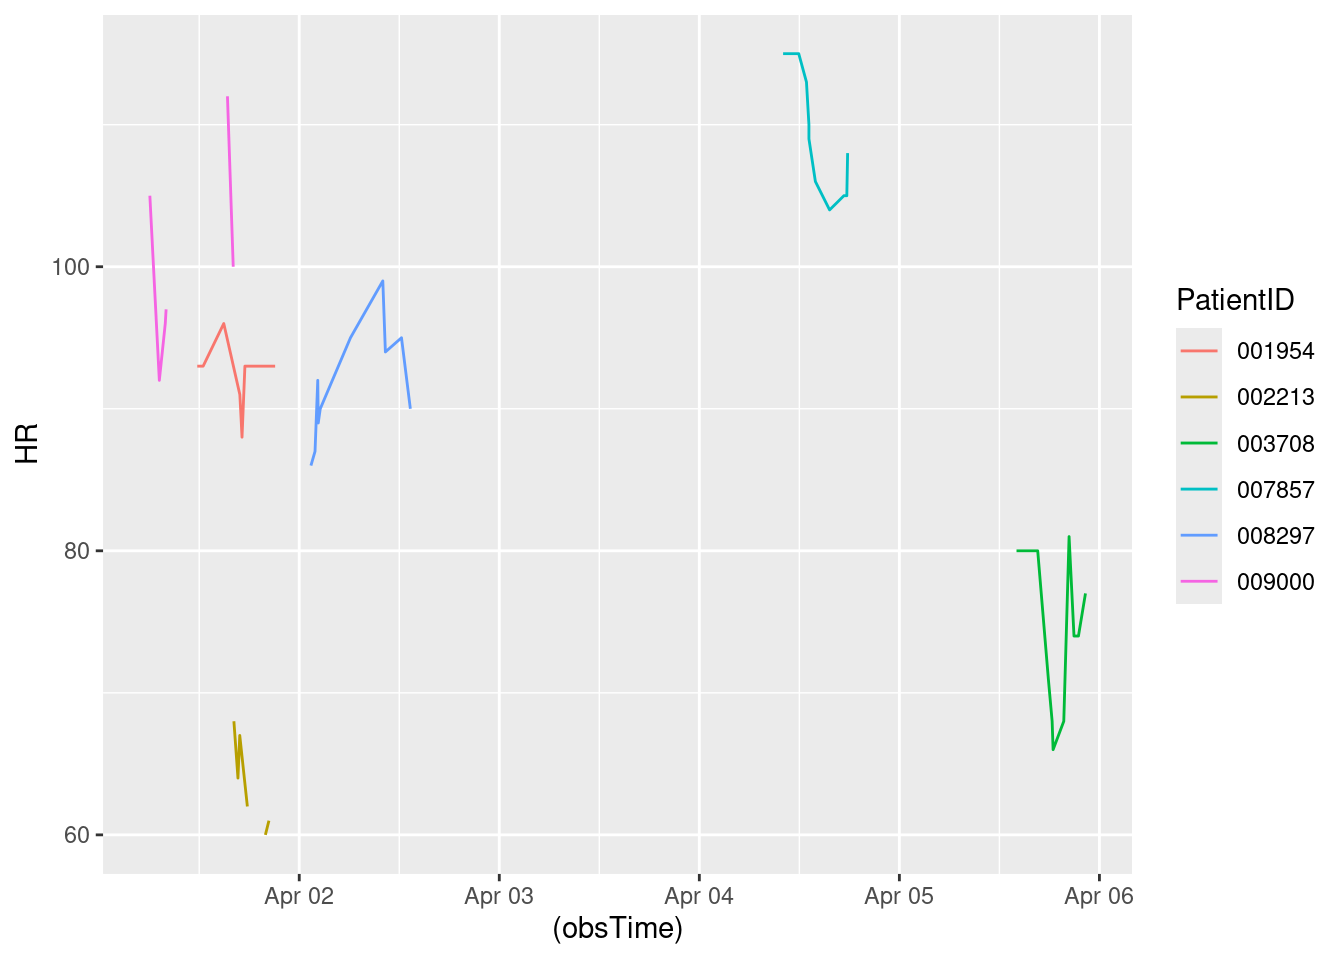 HR
100
80
60
Apr 02
Apr 03
Apr 04
Apr 05
Apr 06
(obsTime)
PatientID
001954
002213
003708
007857
008297
009000